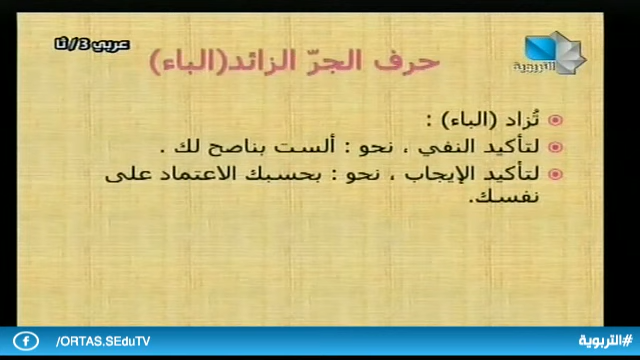 عربي 3/ثا
التربوية
حرف الجرّ الزائد(الباء)
تُزاد (الباء) :
لتأكيد النفي ، نحو : ألست بناصح لك .
لتأكيد الإيجاب ، نحو : بحسبك الاعتماد على
نفسك.
/ORTAS.SEduTV
#التربوية